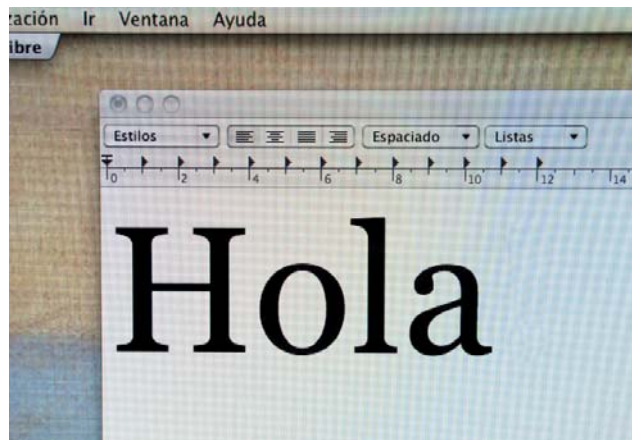 zación Ir Ventana Ayuda
ibre
Estilos Espaciado Listas
0 2 4 6 8 10 12 14
Hola